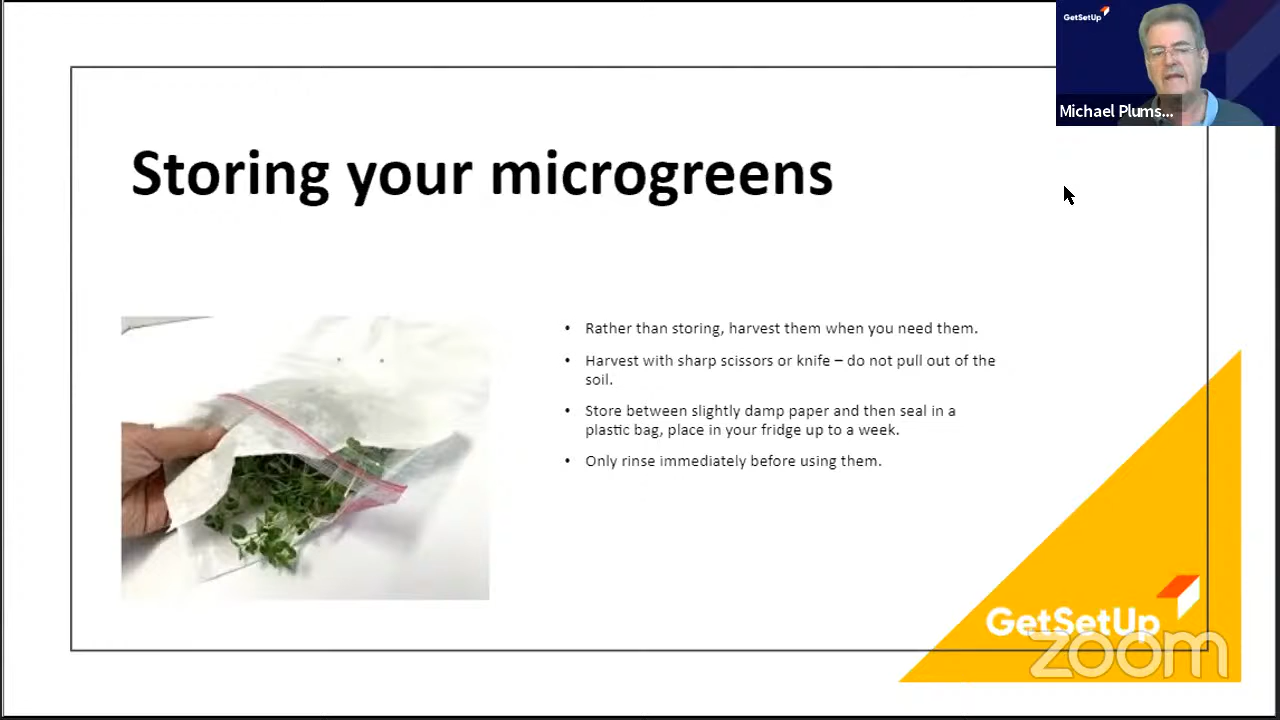 GetSetUp
Michael Plums...
Storing your microgreens
• Rather than storing, harvest them when you need them.
• Harvest with sharp scissors or knife – do not pull out of the
soil.
• Store between slightly damp paper and then seal in a
plastic bag, place in your fridge up to a week.
• Only rinse immediately before using them.
GetSetUp
zoom